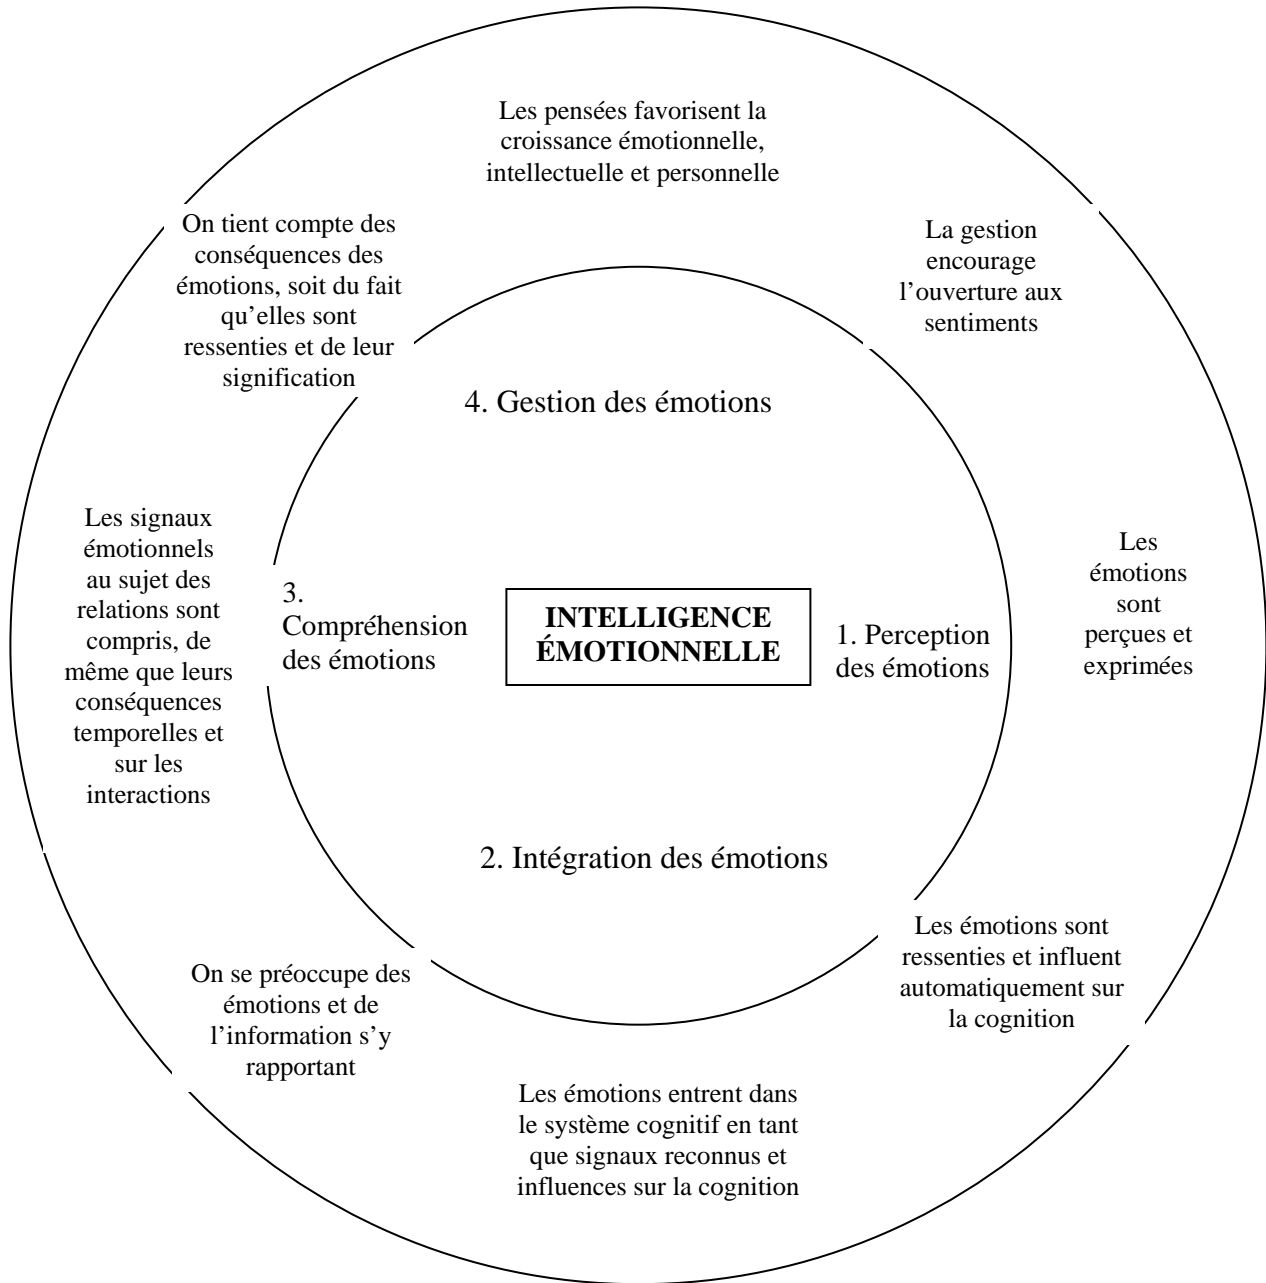 Les pensées favorisent la
croissance émotionnelle,
intellectuelle et personnelle
On tient compte des
conséquences des
émotions, soit du fait
qu’elles sont
ressenties et de leur
signification
La gestion
encourage
l’ouverture aux
sentiments
4. Gestion des émotions
Les signaux
émotionnels
au sujet des
relations sont
compris, de
même que leurs
conséquences
temporelles et
sur les
interactions
3.
Compréhension
des émotions
INTELLIGENCE
ÉMOTIONNELLE
1. Perception
des émotions
Les
émotions
sont
perçues et
exprimées
2. Intégration des émotions
On se préoccupe des
émotions et de
l’information s’y
rapportant
Les émotions sont
ressenties et influent
automatiquement sur
la cognition
Les émotions entrent dans
le système cognitif en tant
que signaux reconnus et
influences sur la cognition